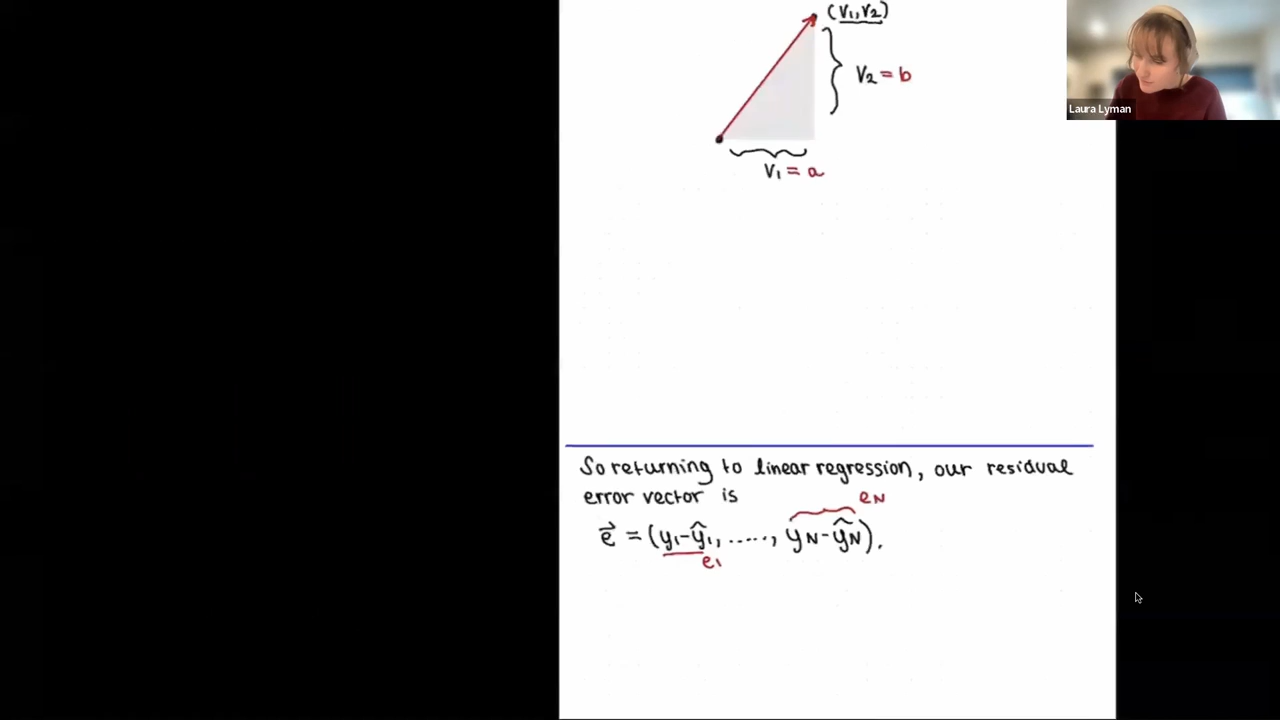 (V₁,V₂)
V₂ = b
Laura Lyman
V₁ = a
So returning to linear regression, our residual
error vector is
eN
e⃗ = (y₁-ŷ₁, ....., yN-ŷN).
e₁